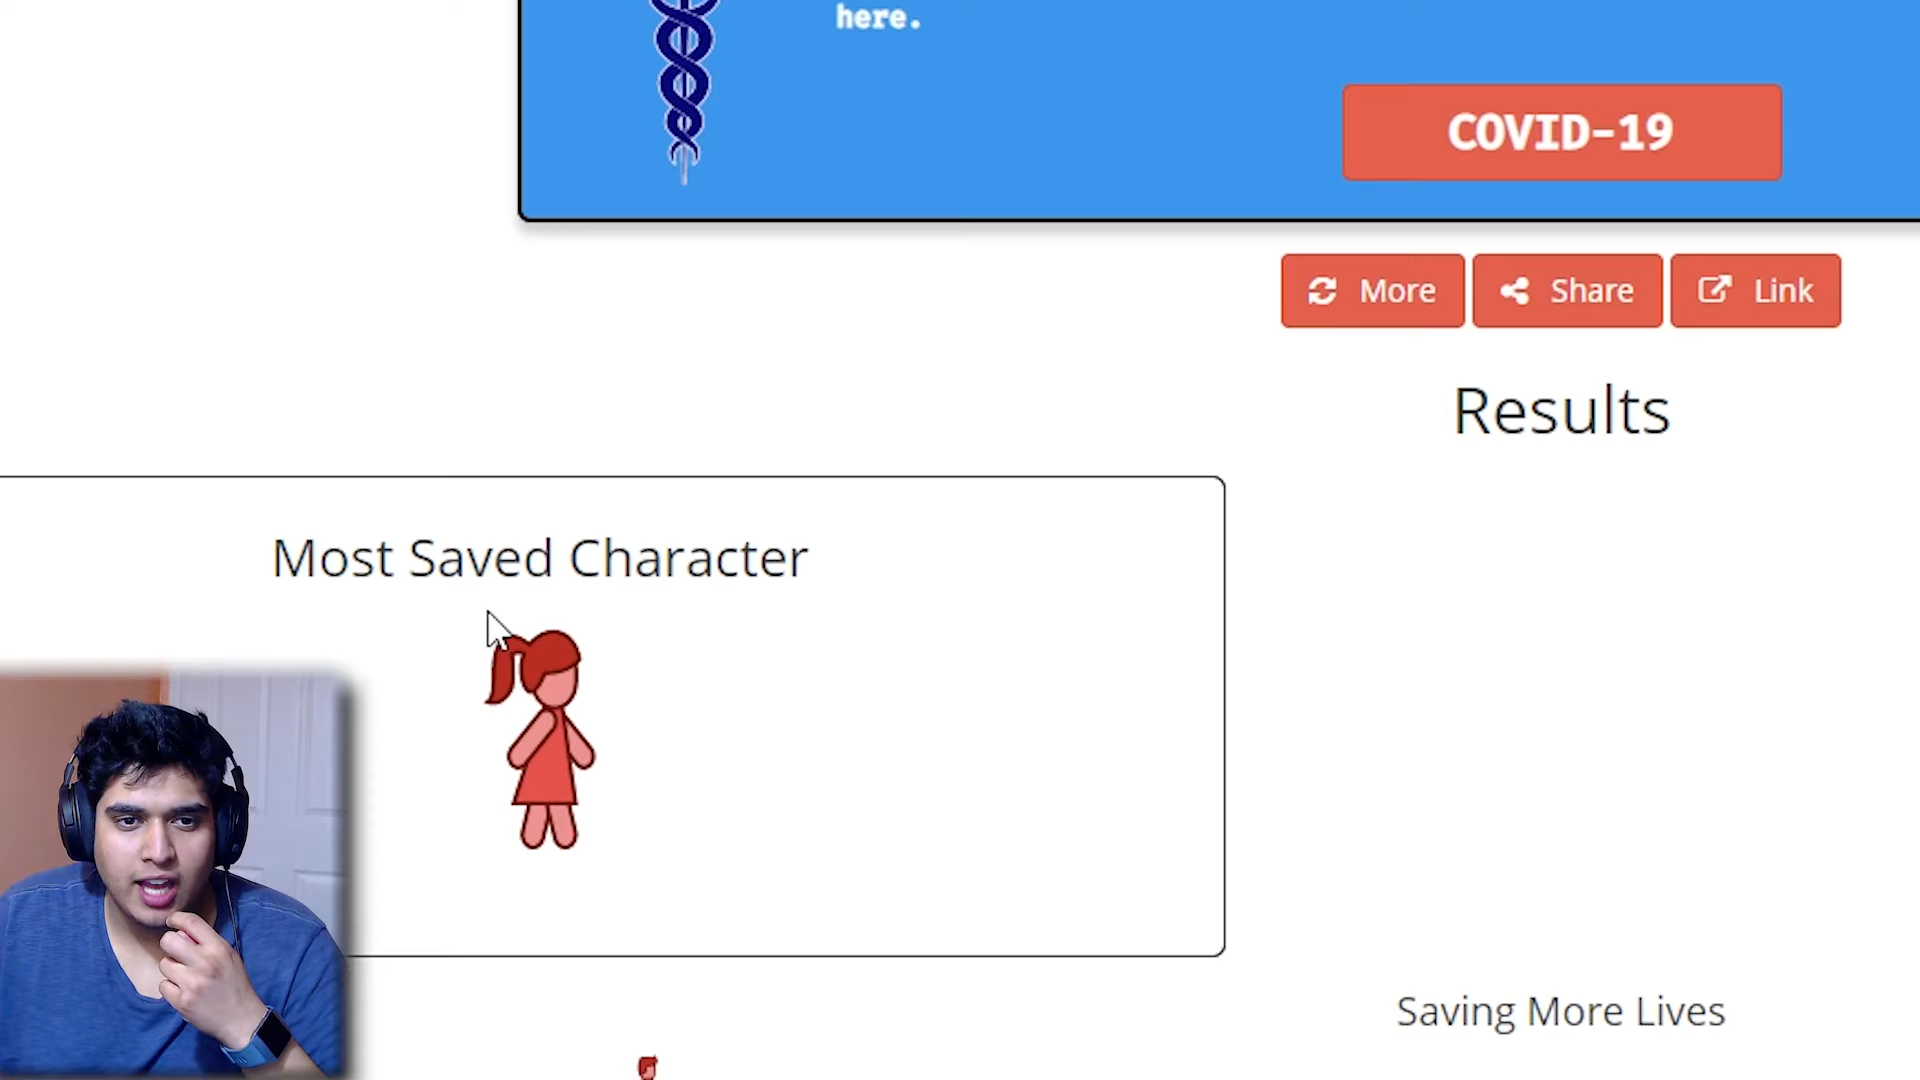 here.
COVID-19
More
Share
Link
Results
Most Saved Character
Saving More Lives